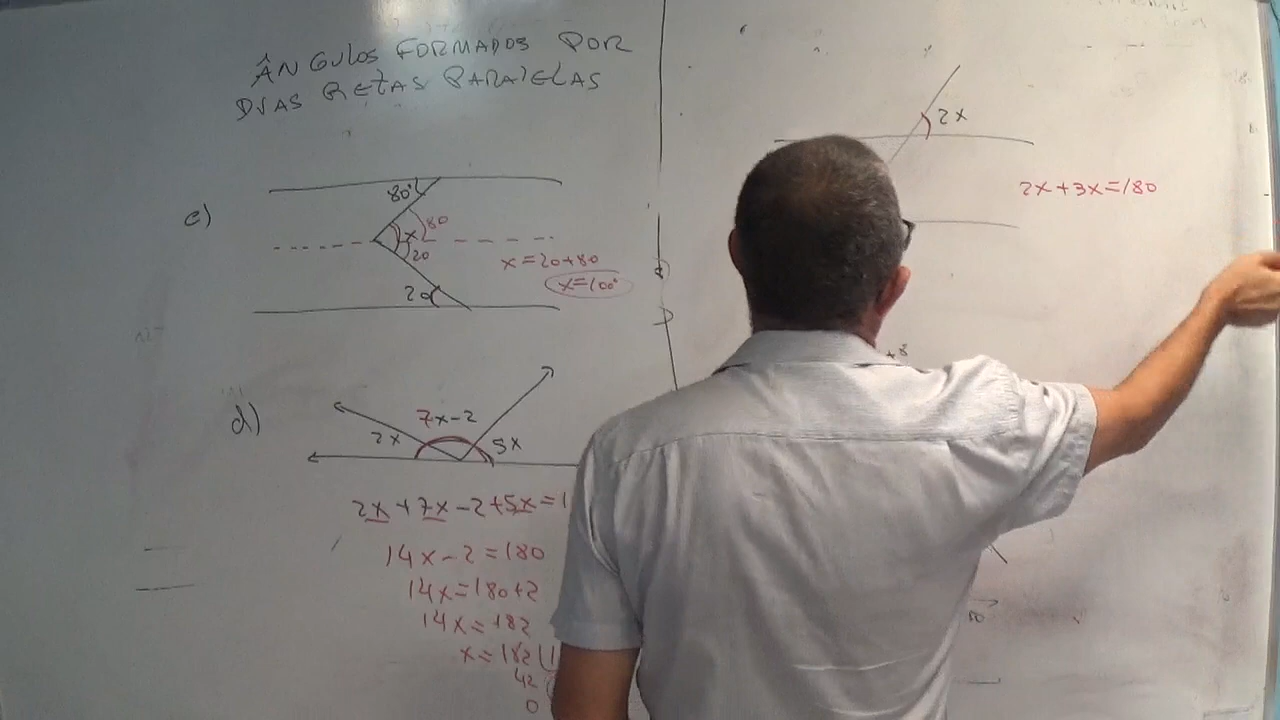 ÂNGULOS FORMADOS POR
DUAS RETAS PARALELAS
c)
80°
80
x
20
20
x=20+80
x=100°
d)
7x-2
2x
5x
2x+7x-2+5x=1
14x-2=180
14x=180+2
14x=182
x=182
42
0
2x
2x+3x=180
80